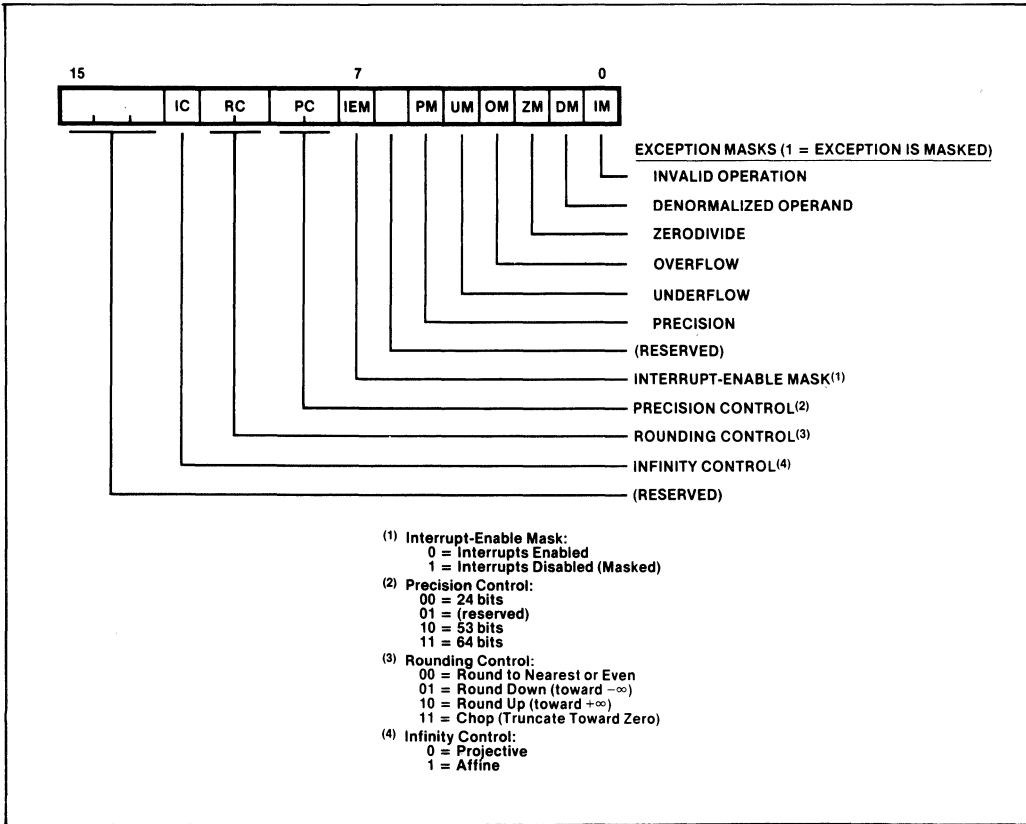 15 7 0
IC RC PC IEM PM UM OM ZM DM IM
EXCEPTION MASKS (1 = EXCEPTION IS MASKED)
INVALID OPERATION
DENORMALIZED OPERAND
ZERODIVIDE
OVERFLOW
UNDERFLOW
PRECISION
(RESERVED)
INTERRUPT-ENABLE MASK(1)
PRECISION CONTROL(2)
ROUNDING CONTROL(3)
INFINITY CONTROL(4)
(RESERVED)
(1) Interrupt-Enable Mask:
0 = Interrupts Enabled
1 = Interrupts Disabled (Masked)
(2) Precision Control:
00 = 24 bits
01 = (reserved)
10 = 53 bits
11 = 64 bits
(3) Rounding Control:
00 = Round to Nearest or Even
01 = Round Down (toward −∞)
10 = Round Up (toward +∞)
11 = Chop (Truncate Toward Zero)
(4) Infinity Control:
0 = Projective
1 = Affine